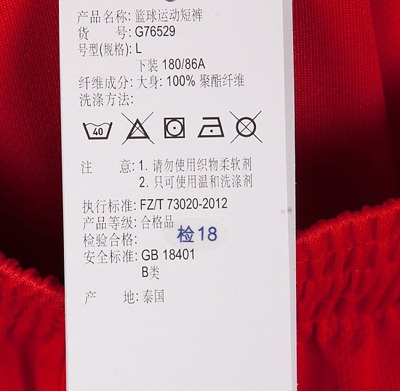 产品名称: 篮球运动短裤
货 号: G76529
号型(规格): L
下装 180/86A
纤维成分: 大身: 100% 聚酯纤维
洗涤方法:
40
注 意: 1. 请勿使用织物柔软剂
2. 只可使用温和洗涤剂
执行标准: FZ/T 73020-2012
产品等级: 合格品
检验合格:
检18
安全标准: GB 18401
B类
产 地: 泰国